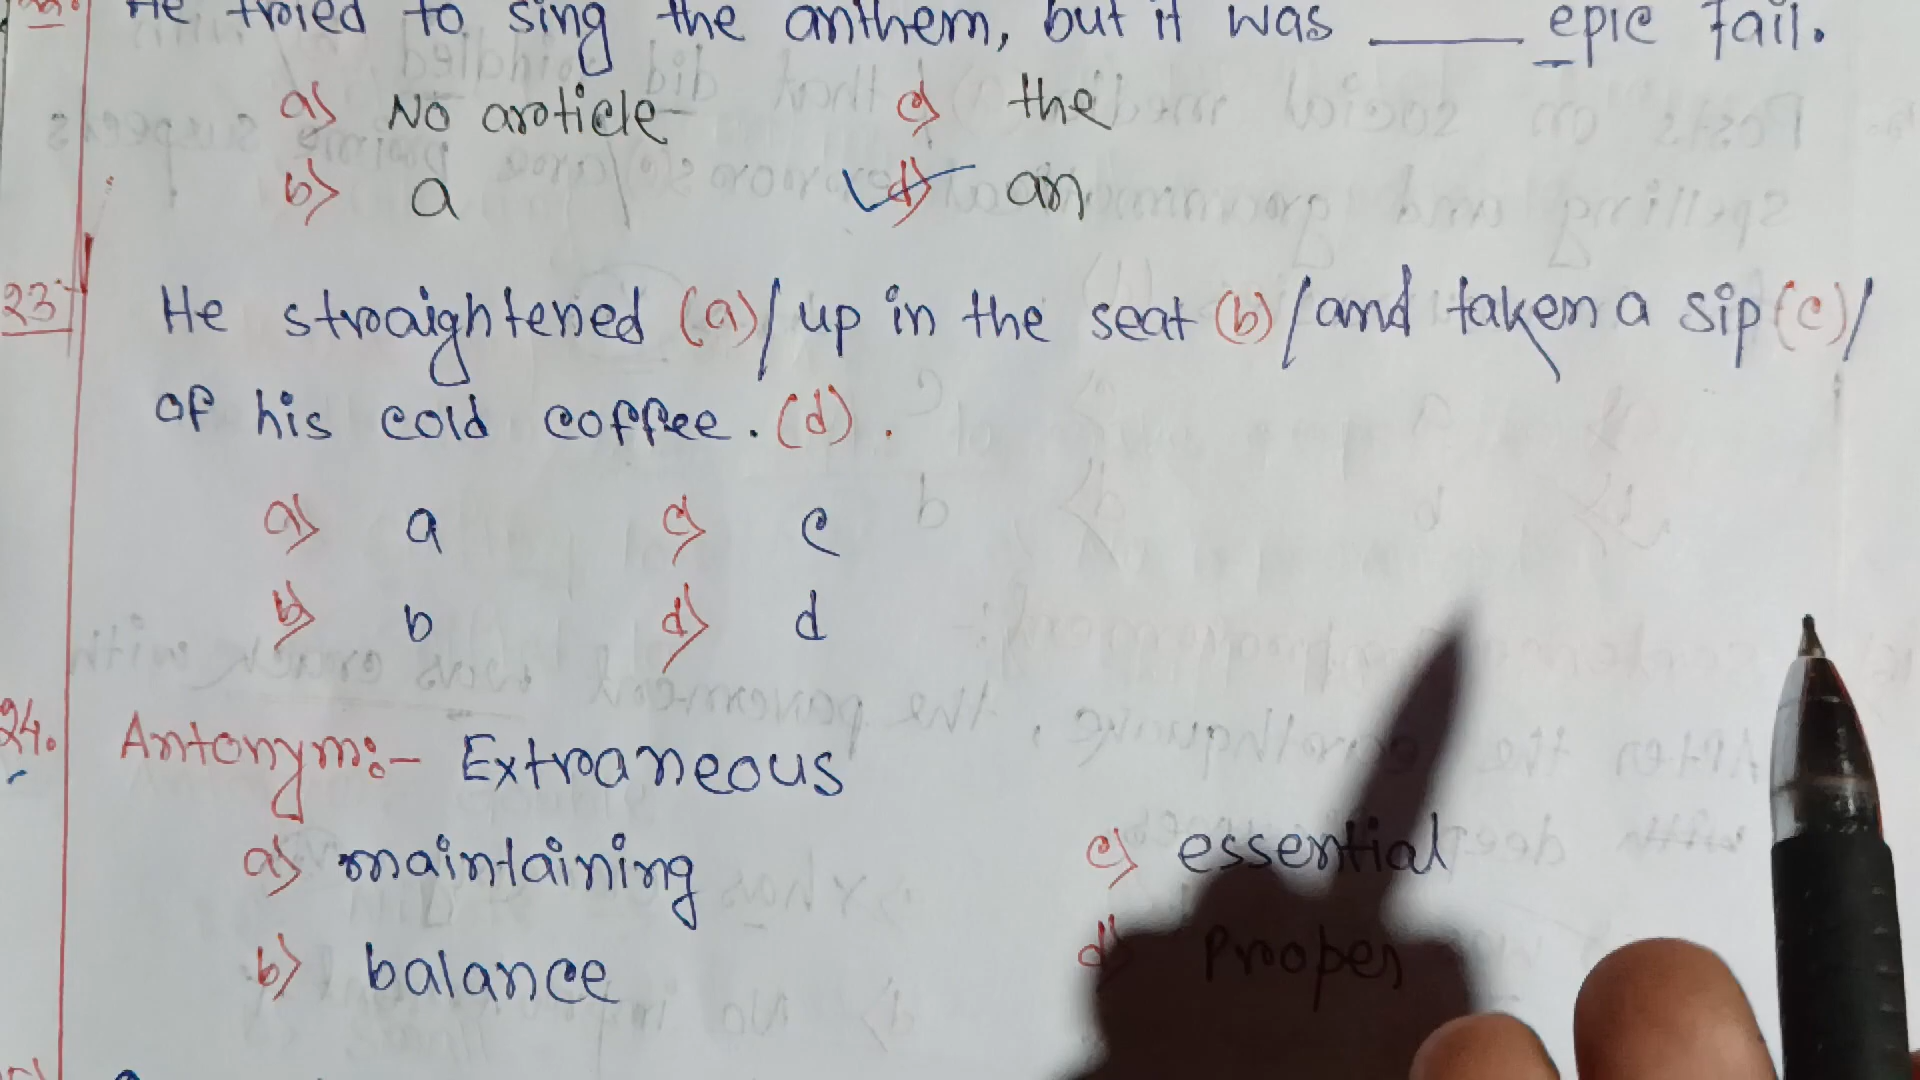 He tried to sing the anthem, but it was ____ epic fail.
a) No article c) the
b) a d) an
23 He straightened (a)/ up in the seat (b)/ and taken a sip (c)/
of his cold coffee. (d).
a) a c) c
b) b d) d
24. Antonym:- Extraneous
a) maintaining c) essential
b) balance d) Proper